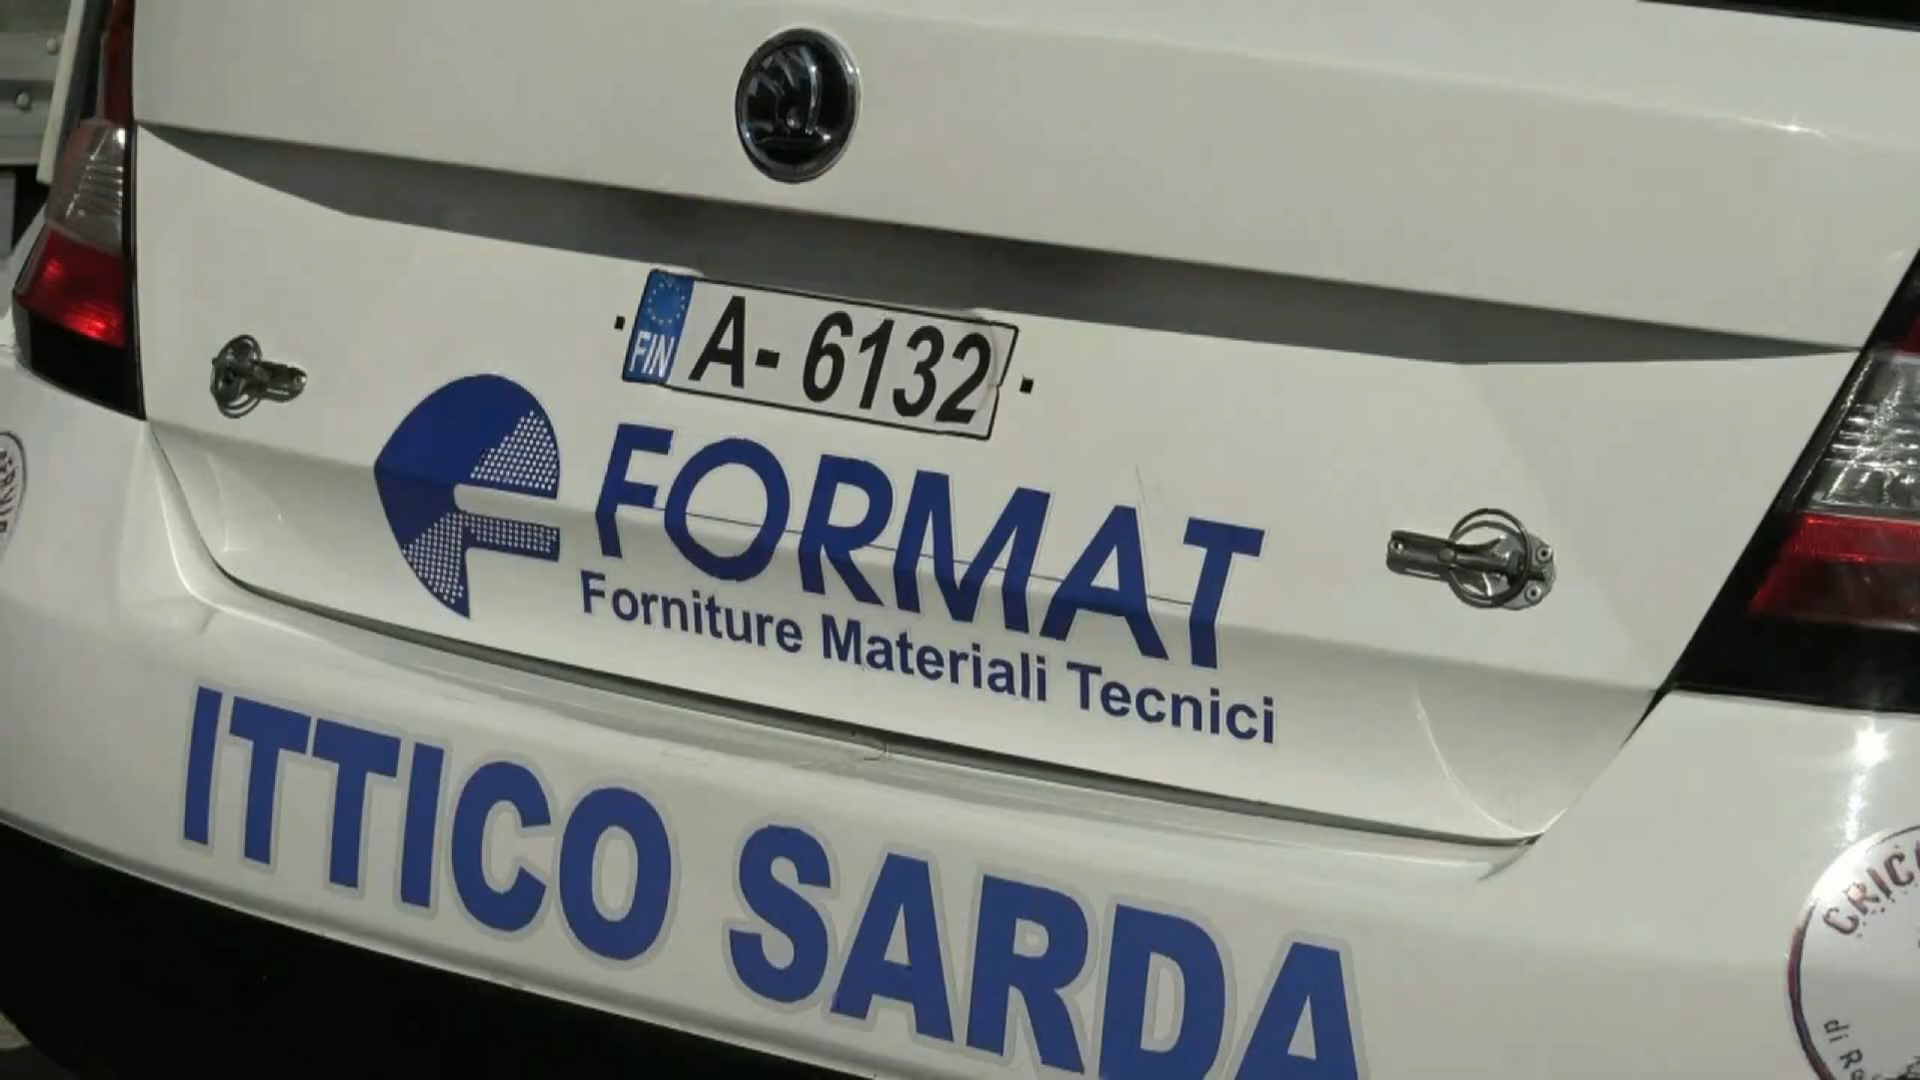 FIN A- 6132
FORMAT
Forniture Materiali Tecnici
ITTICO SARDA